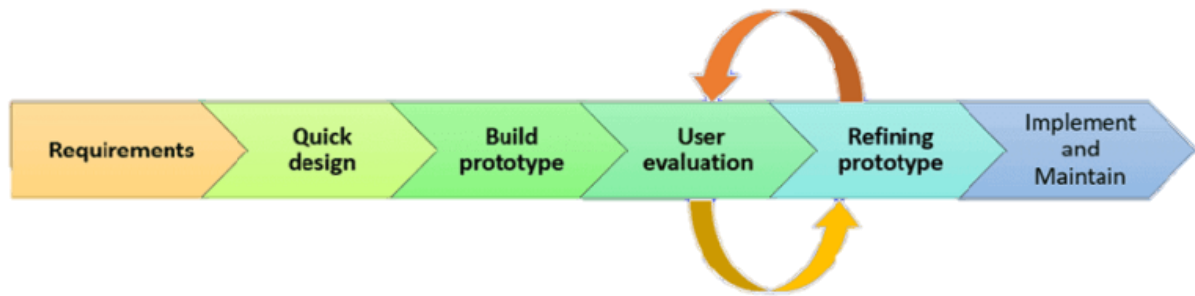 Requirements
Quick
design
Build
prototype
User
evaluation
Refining
prototype
Implement
and
Maintain